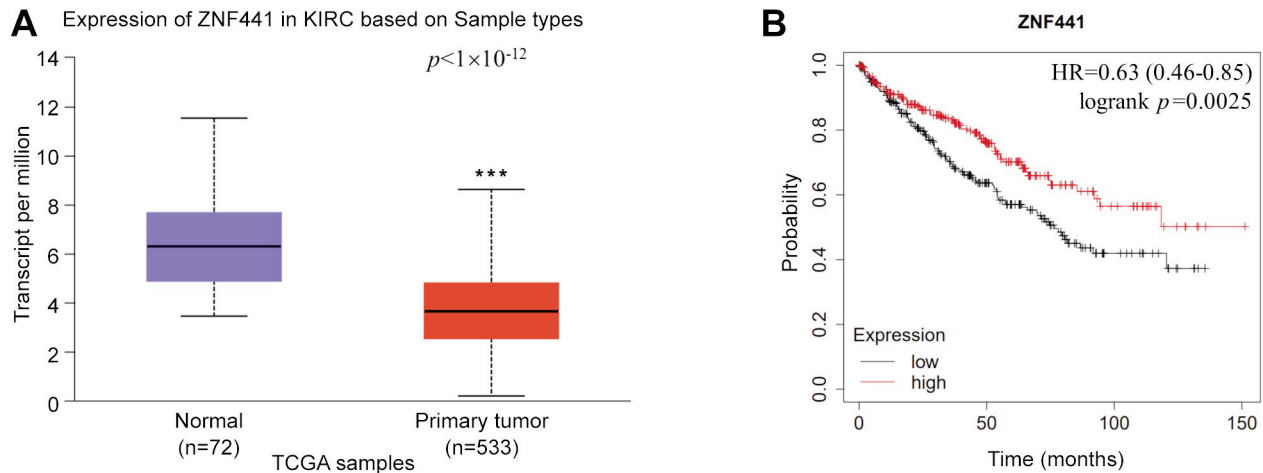 A
Expression of ZNF441 in KIRC based on Sample types
p<1×10⁻¹²
Transcript per million
14
12
10
8
6
4
2
0
***
Normal
(n=72)
Primary tumor
(n=533)
TCGA samples
B
ZNF441
HR=0.63 (0.46-0.85)
logrank p=0.0025
Probability
1.0
0.8
0.6
0.4
0.2
0.0
Expression
low
high
0
50
100
150
Time (months)